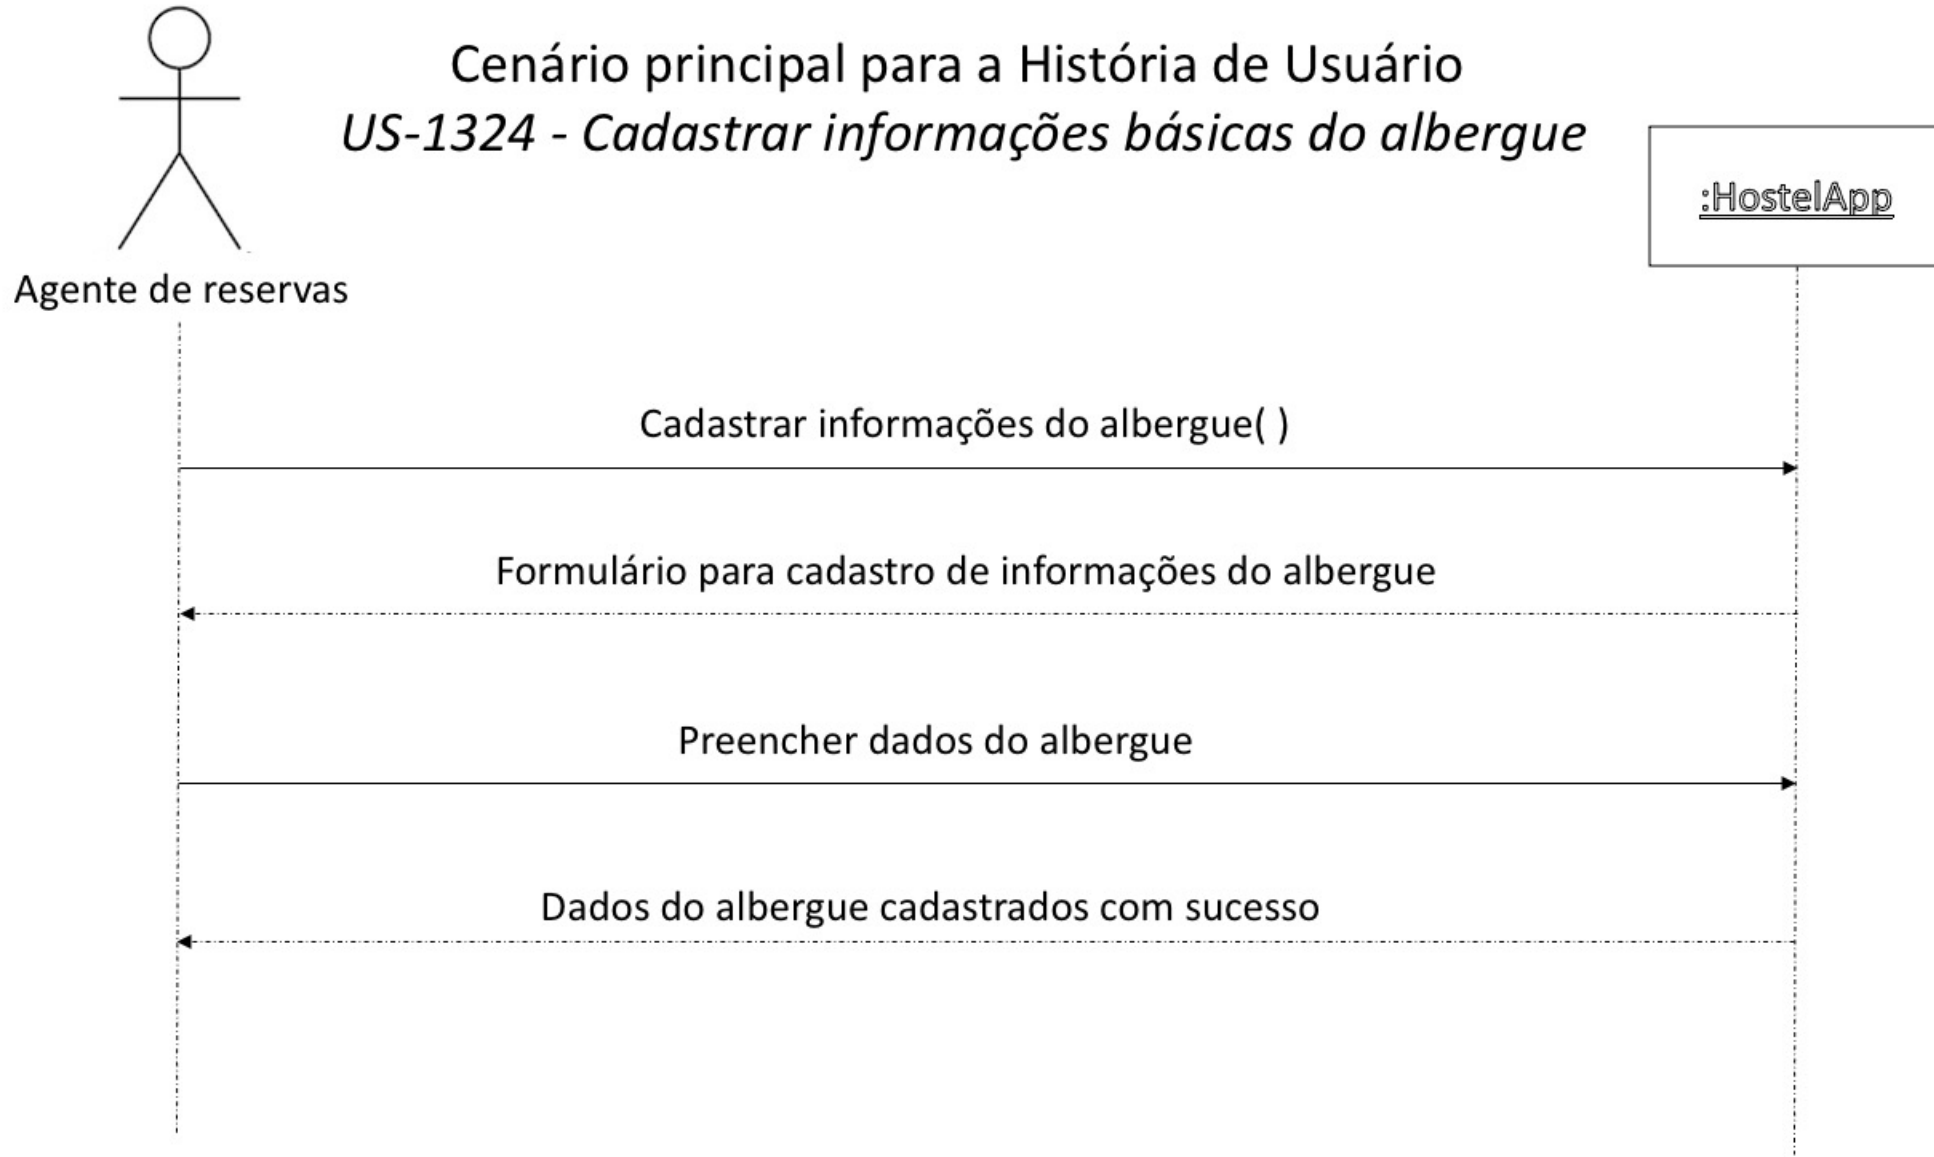 Cenário principal para a História de Usuário
US-1324 - Cadastrar informações básicas do albergue
:HostelApp
Agente de reservas
Cadastrar informações do albergue( )
Formulário para cadastro de informações do albergue
Preencher dados do albergue
Dados do albergue cadastrados com sucesso